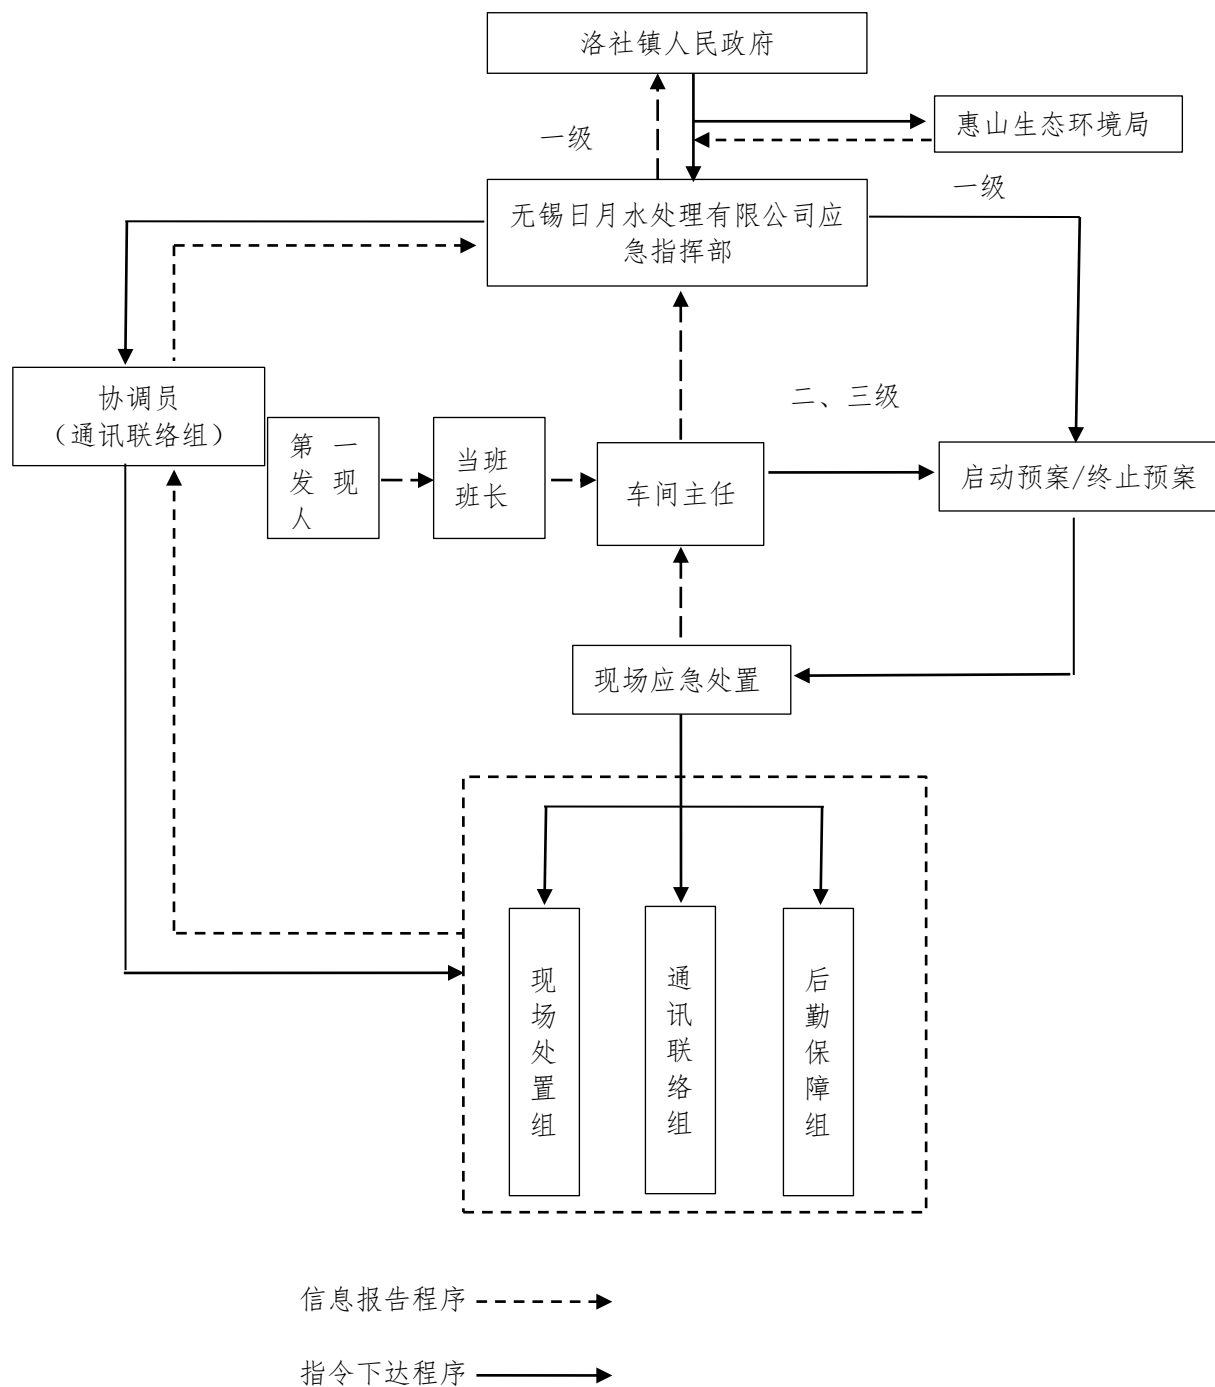 洛社镇人民政府
惠山生态环境局
一级
一级
无锡日月水处理有限公司应
急指挥部
协调员
（通讯联络组）
二、三级
第一
发现
人
当班
班长
车间主任
启动预案/终止预案
现场应急处置
现场处置组
通讯联络组
后勤保障组
信息报告程序
指令下达程序